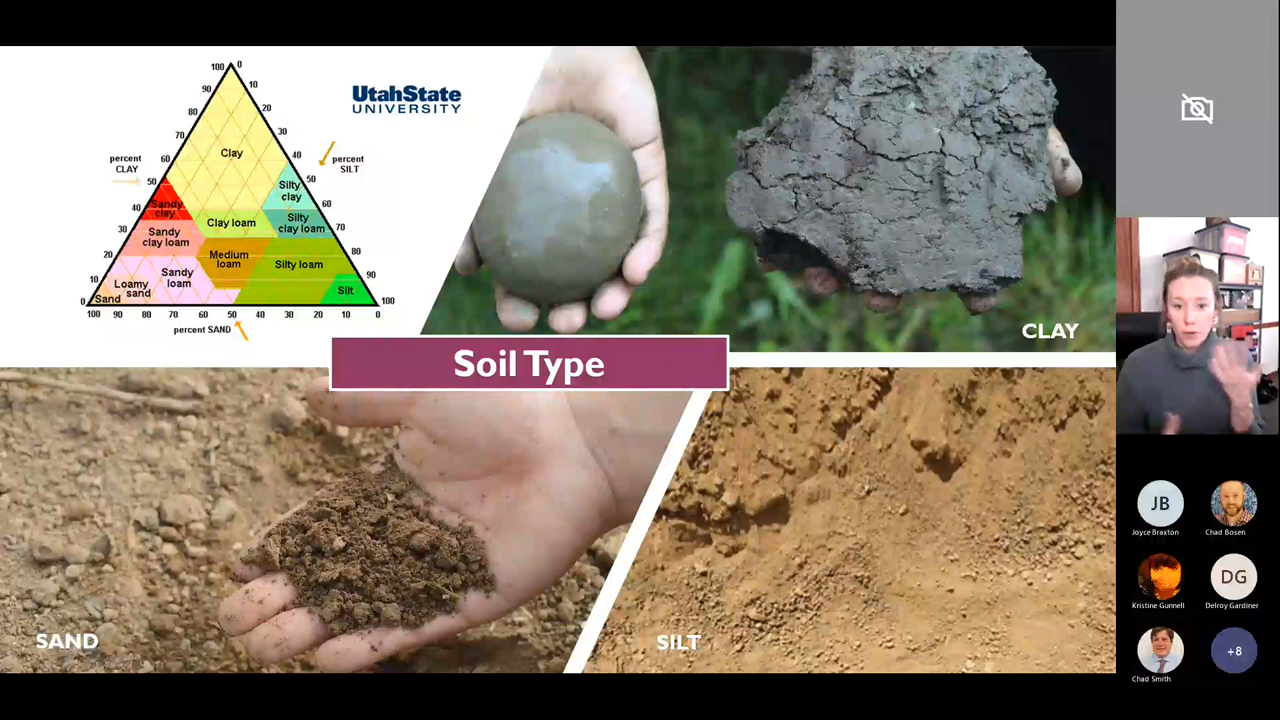 UtahState
UNIVERSITY
100
0
90
10
80
20
70
30
60
40
50
50
40
60
30
70
20
80
10
90
0
100
percent
CLAY
percent
SILT
Clay
Silty
clay
Sandy
clay
Clay loam
Silty
clay loam
Sandy
clay loam
Medium
loam
Silty loam
Loamy
sand
Sandy
loam
Sand
Silt
100 90 80 70 60 50 40 30 20 10 0
percent SAND
CLAY
Soil Type
SAND
SILT
JB
Joyce Braxton
Chad Bosen
Kristine Gunnell
DG
Delroy Gardiner
Chad Smith
+8